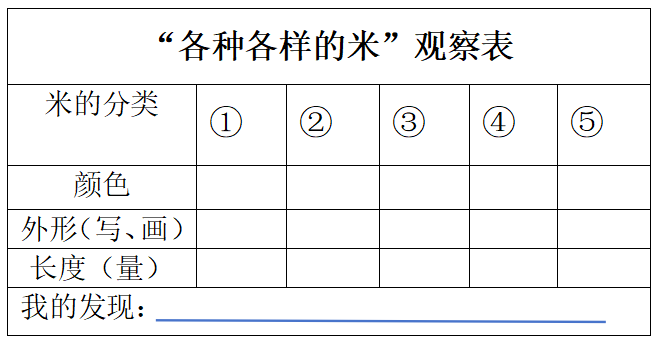 “各种各样的米”观察表
米的分类 ① ② ③ ④ ⑤
颜色
外形（写、画）
长度（量）
我的发现：